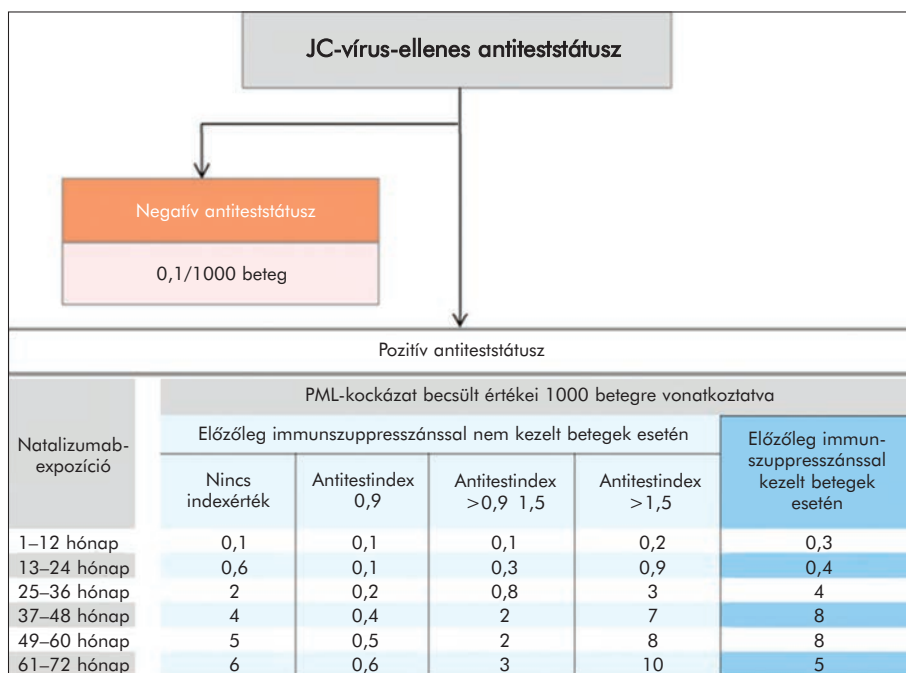 JC-vírus-ellenes antiteststátusz
Negatív antiteststátusz
0,1/1000 beteg
Pozitív antiteststátusz
Natalizumab-
expozíció
PML-kockázat becsült értékei 1000 betegre vonatkoztatva
Előzőleg immunszuppresszánssal nem kezelt betegek esetén
Előzőleg immun-
szuppresszánssal
kezelt betegek
esetén
Nincs
indexérték
Antitestindex
0,9
Antitestindex
>0,9 1,5
Antitestindex
>1,5
1–12 hónap 0,1 0,1 0,1 0,2 0,3
13–24 hónap 0,6 0,1 0,3 0,9 0,4
25–36 hónap 2 0,2 0,8 3 4
37–48 hónap 4 0,4 2 7 8
49–60 hónap 5 0,5 2 8 8
61–72 hónap 6 0,6 3 10 5